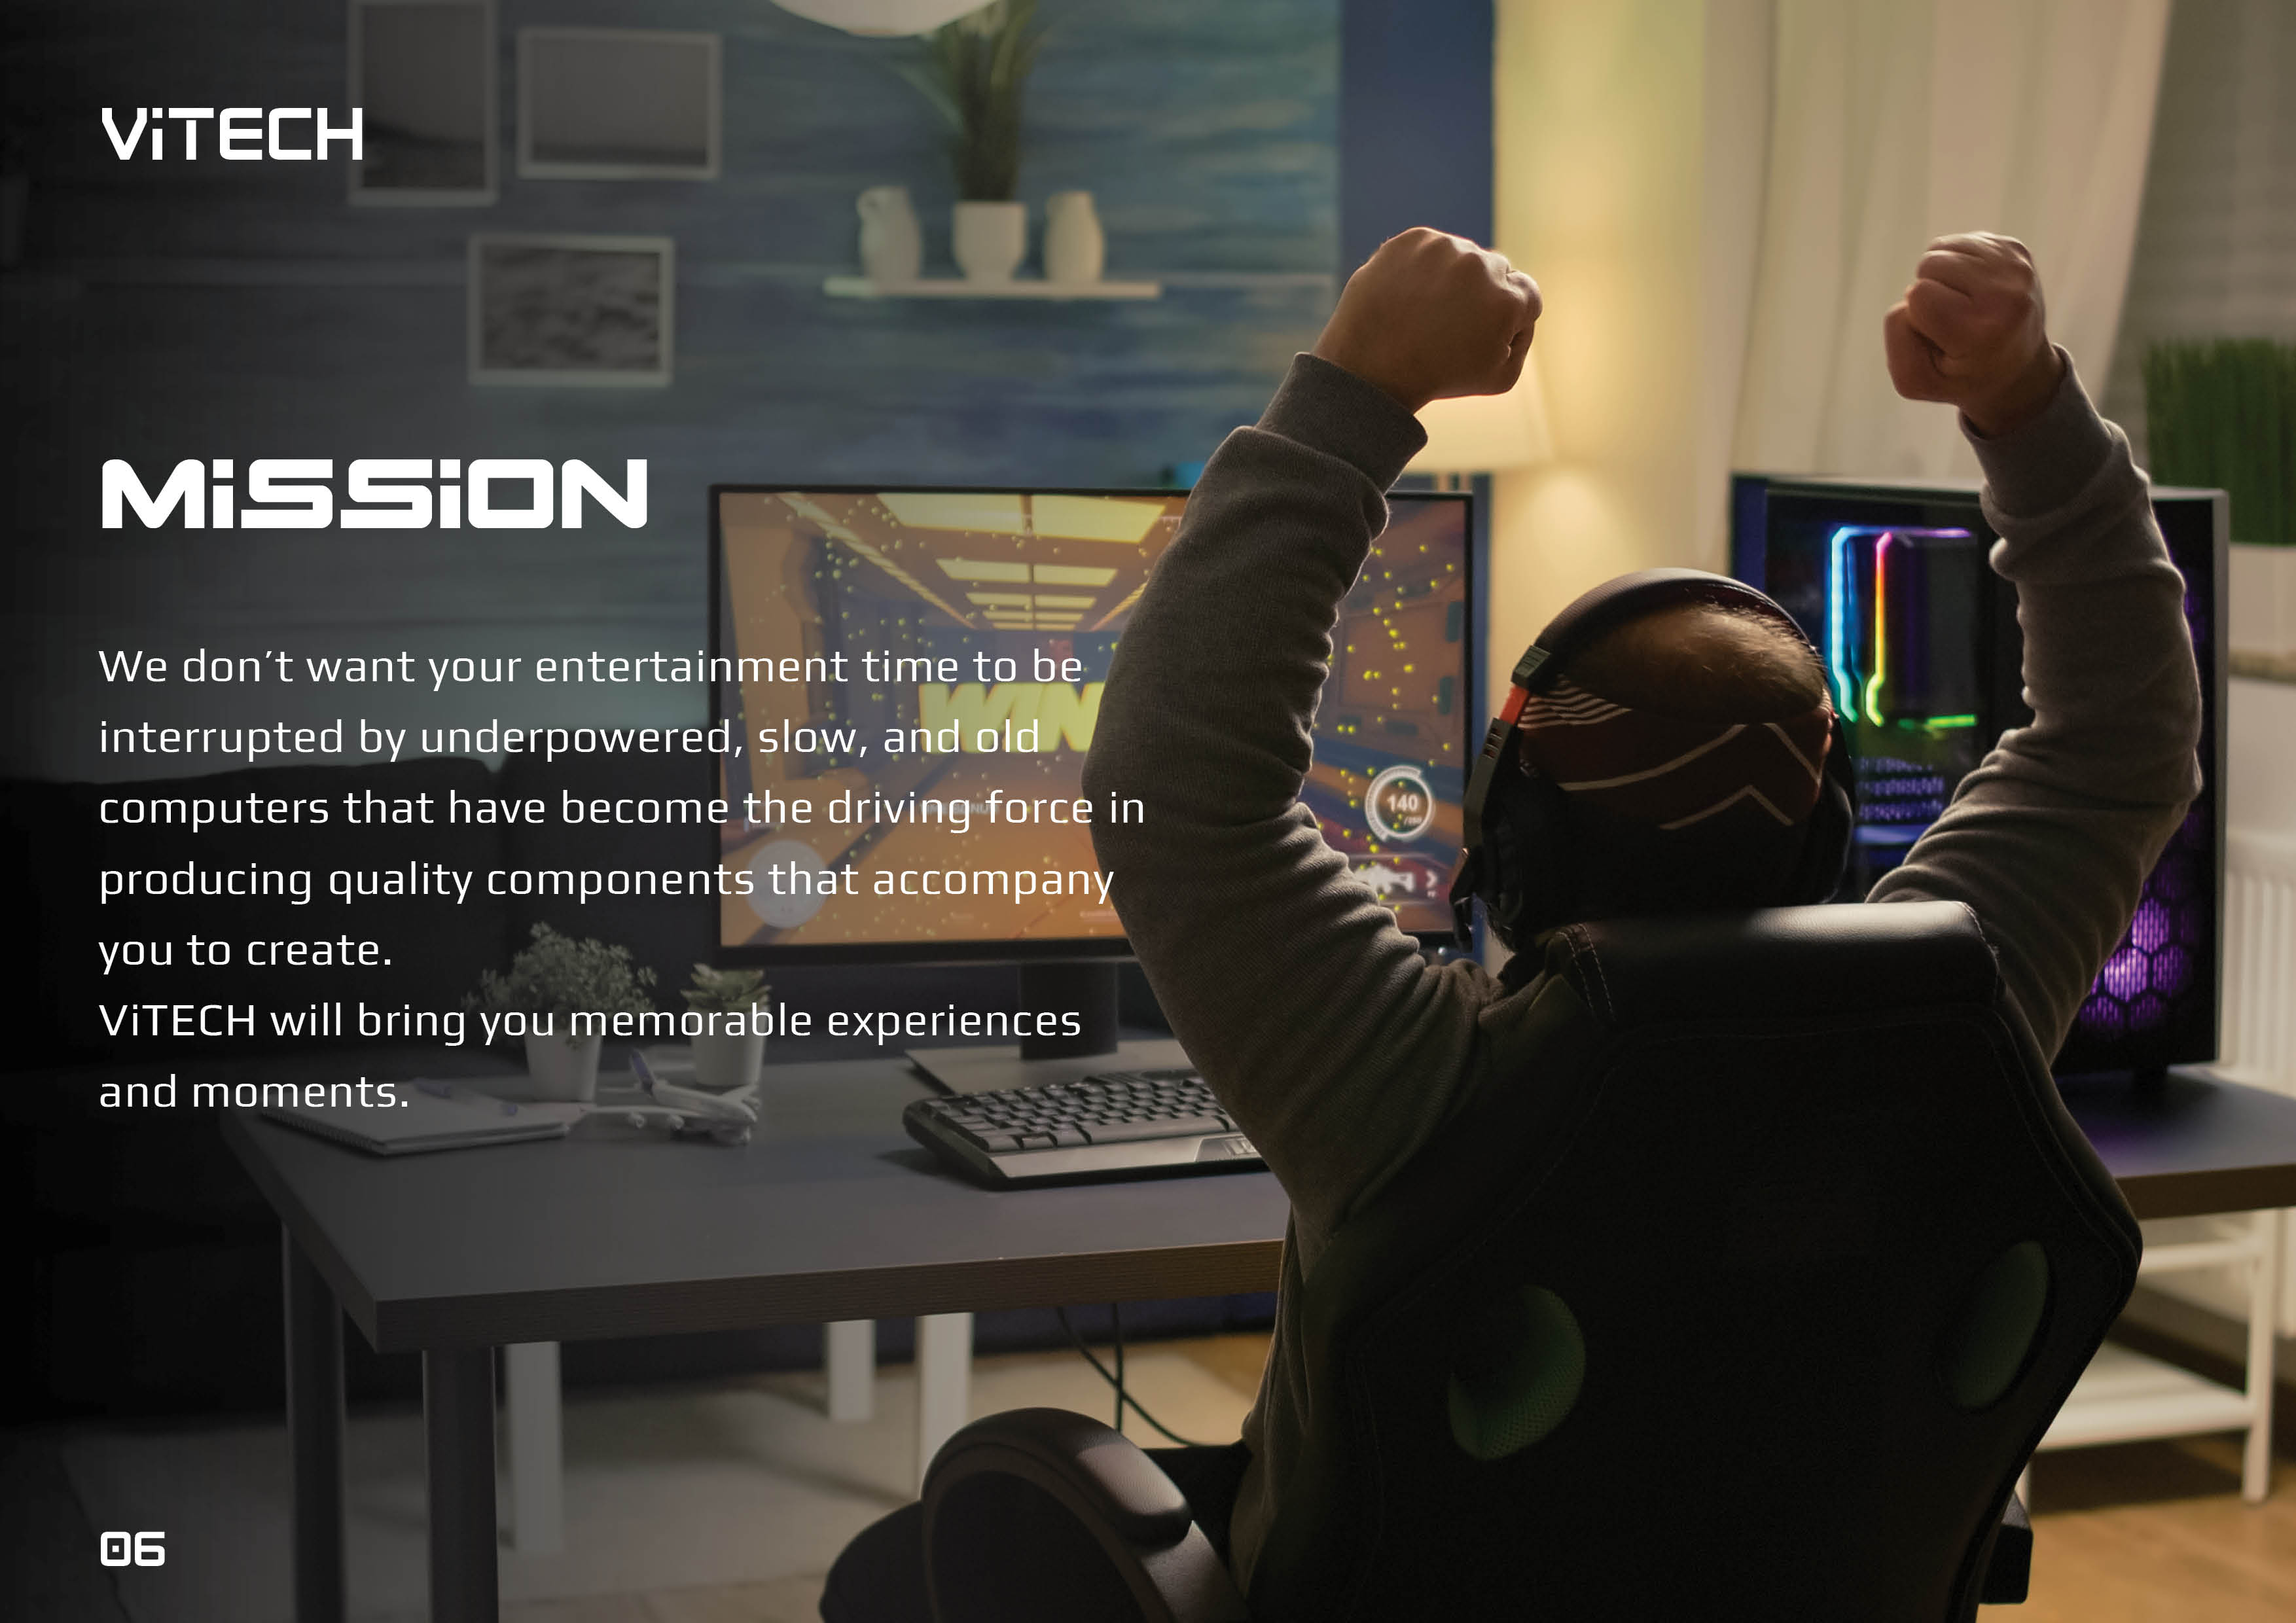 ViTECH
MiSSiON
We don’t want your entertainment time to be
interrupted by underpowered, slow, and old
computers that have become the driving force in
producing quality components that accompany
you to create.
ViTECH will bring you memorable experiences
and moments.
140
06